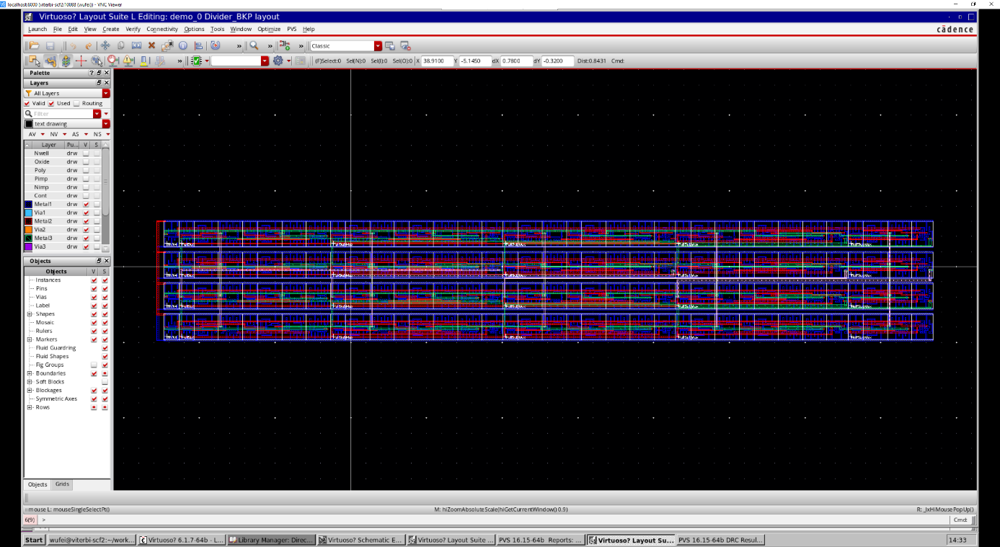 localhost:8000 (viterbi-scf2:10088 (wufei)) - VNC Viewer
Virtuoso? Layout Suite L Editing: demo_0 Divider_BKP layout
Launch File Edit View Create Verify Connectivity Options Tools Window Optimize PVS Help
cādence
» » » Classic
» (F)Select:0 Sel(N):0 Sel(I):0 Sel(O):0 X 38.9100 Y -5.1450 dX 0.7800 dY -0.3200 Dist:0.8431 Cmd:
Palette
Layers
All Layers
Valid Used Routing
Filter
text drawing
AV NV AS NS
Layer Pu... V S
Nwell drw
Oxide drw
Poly drw
Pimp drw
Nimp drw
Cont drw
Metal1 drw
Via1 drw
Metal2 drw
Via2 drw
Metal3 drw
Via3 drw
Objects
Objects V S
Instances
Pins
Vias
Label
Shapes
Mosaic
Rulers
Markers
Fluid Guardring
Fluid Shapes
Fig Groups
Boundaries
Soft Blocks
Blockages
Symmetric Axes
Rows
Objects Grids
mouse L: mouseSingleSelectPt() M: hiZoomAbsoluteScale(hiGetCurrentWindow() 0.9) R: _lxHiMousePopUp()
6(9) > Cmd:
Start wufei@viterbi-scf2:~/work... Virtuoso? 6.1.7-64b - L... Library Manager: Direc... Virtuoso? Schematic E... Virtuoso? Layout Suite ... PVS 16.15-64b Reports: ... Virtuoso? Layout Su... PVS 16.15-64b DRC Resul... 14:33